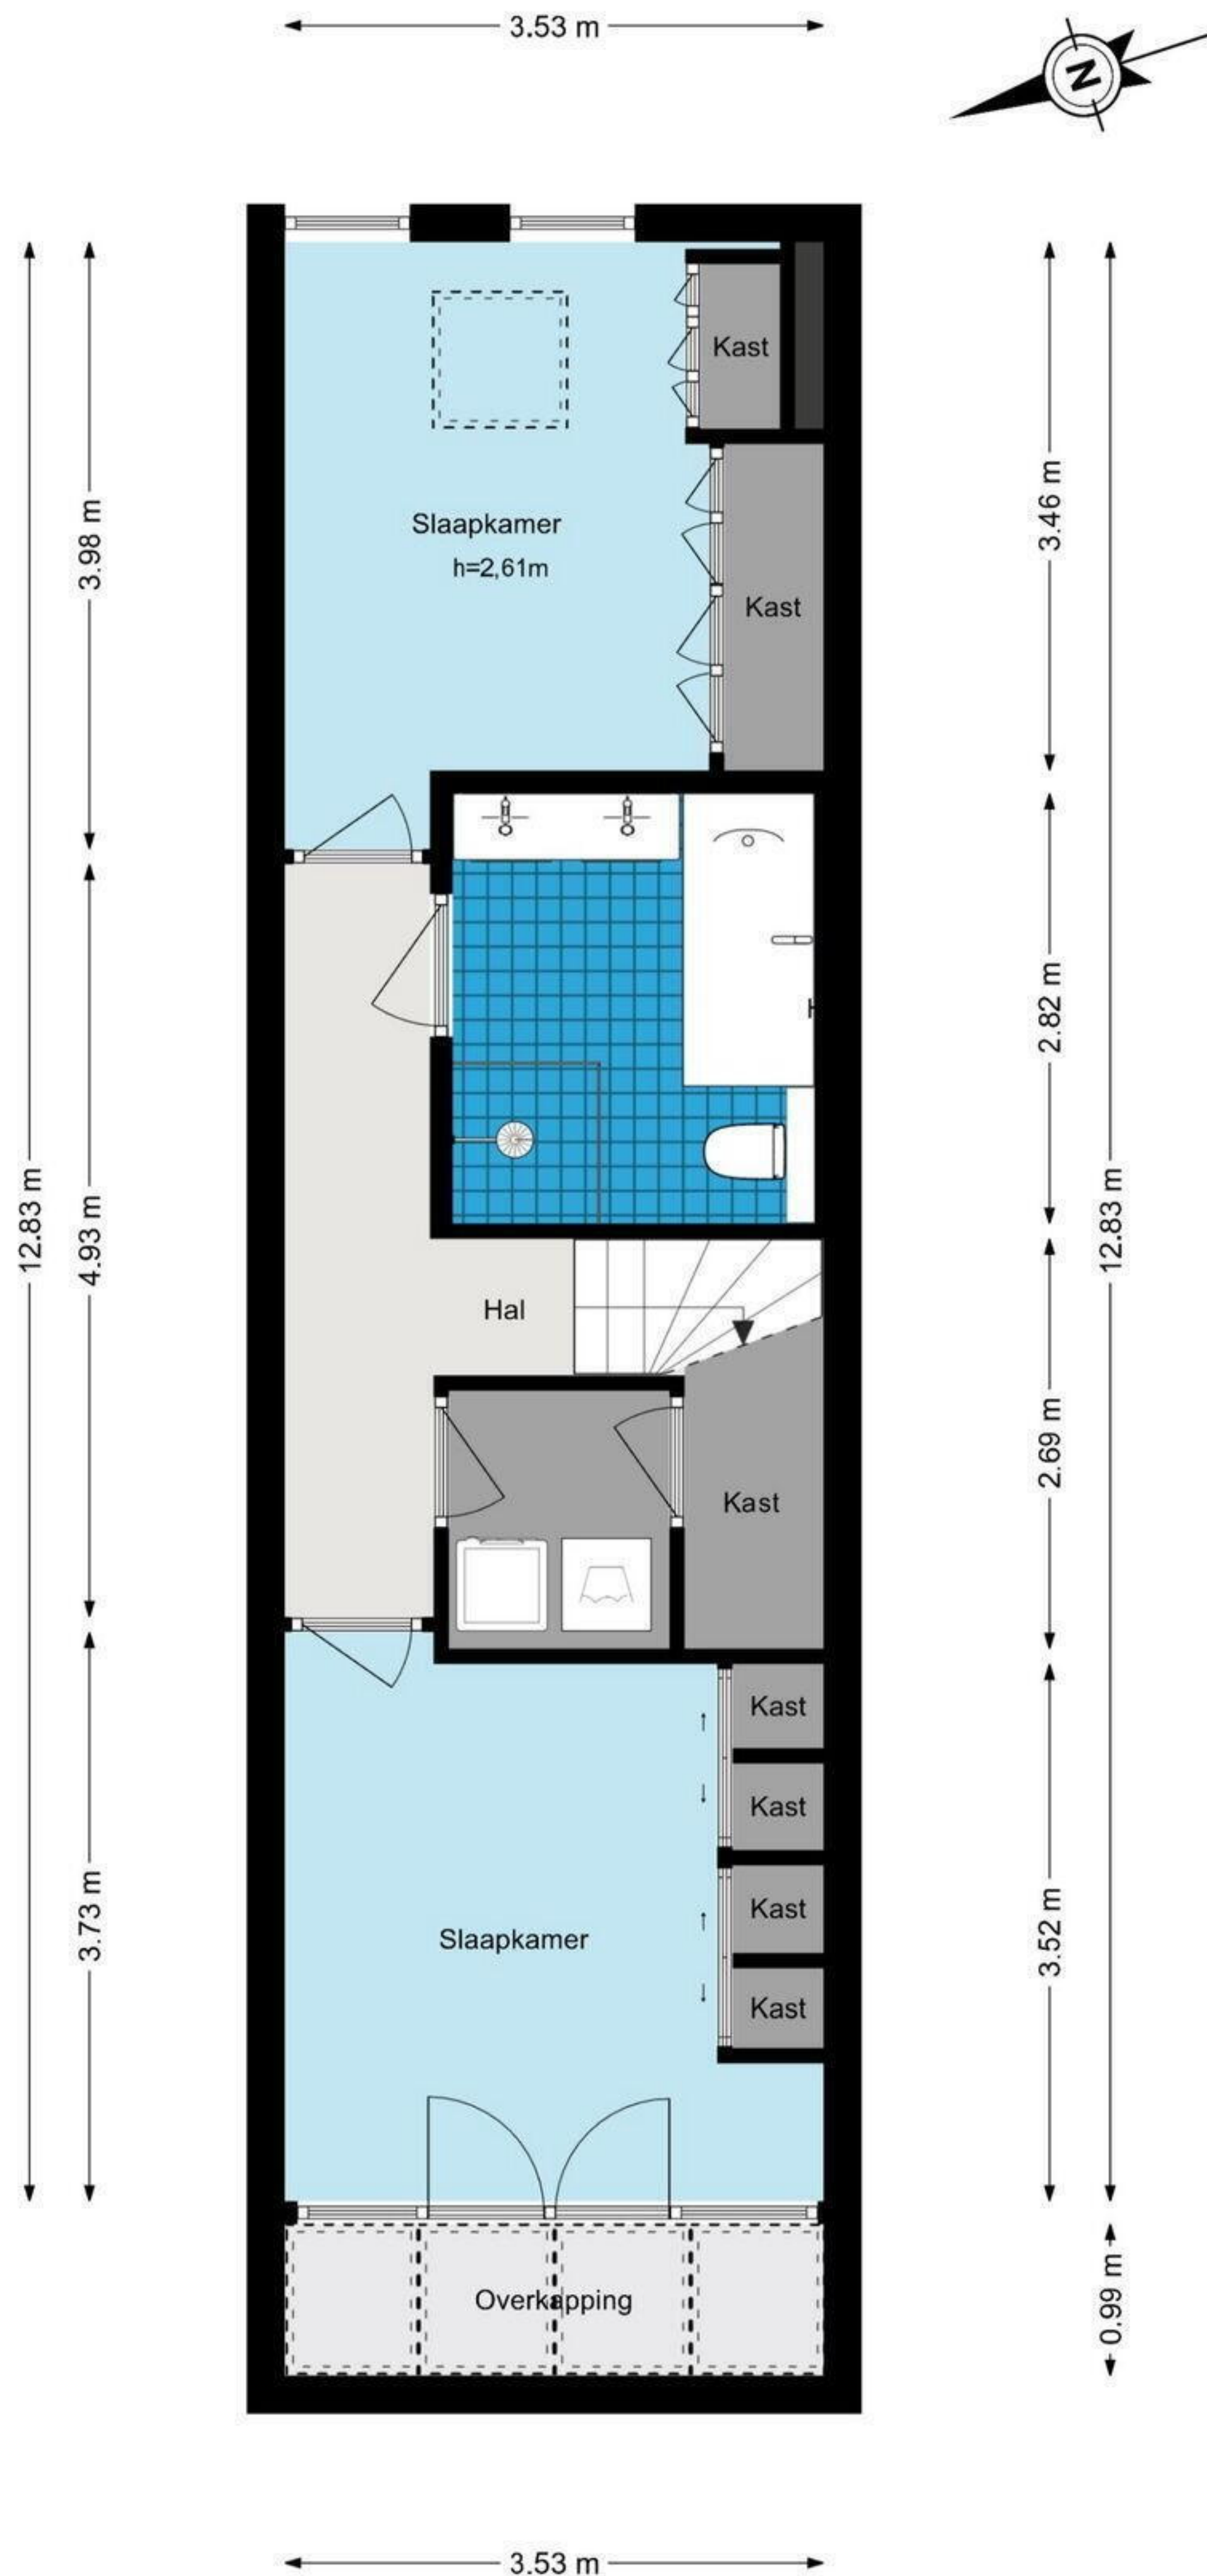 3.53 m
N
Kast
3.98 m
3.46 m
Slaapkamer
h=2,61m
Kast
2.82 m
12.83 m
4.93 m
12.83 m
Hal
2.69 m
Kast
Kast
Kast
3.73 m
Kast
3.52 m
Slaapkamer
Kast
Overkapping
0.99 m
3.53 m